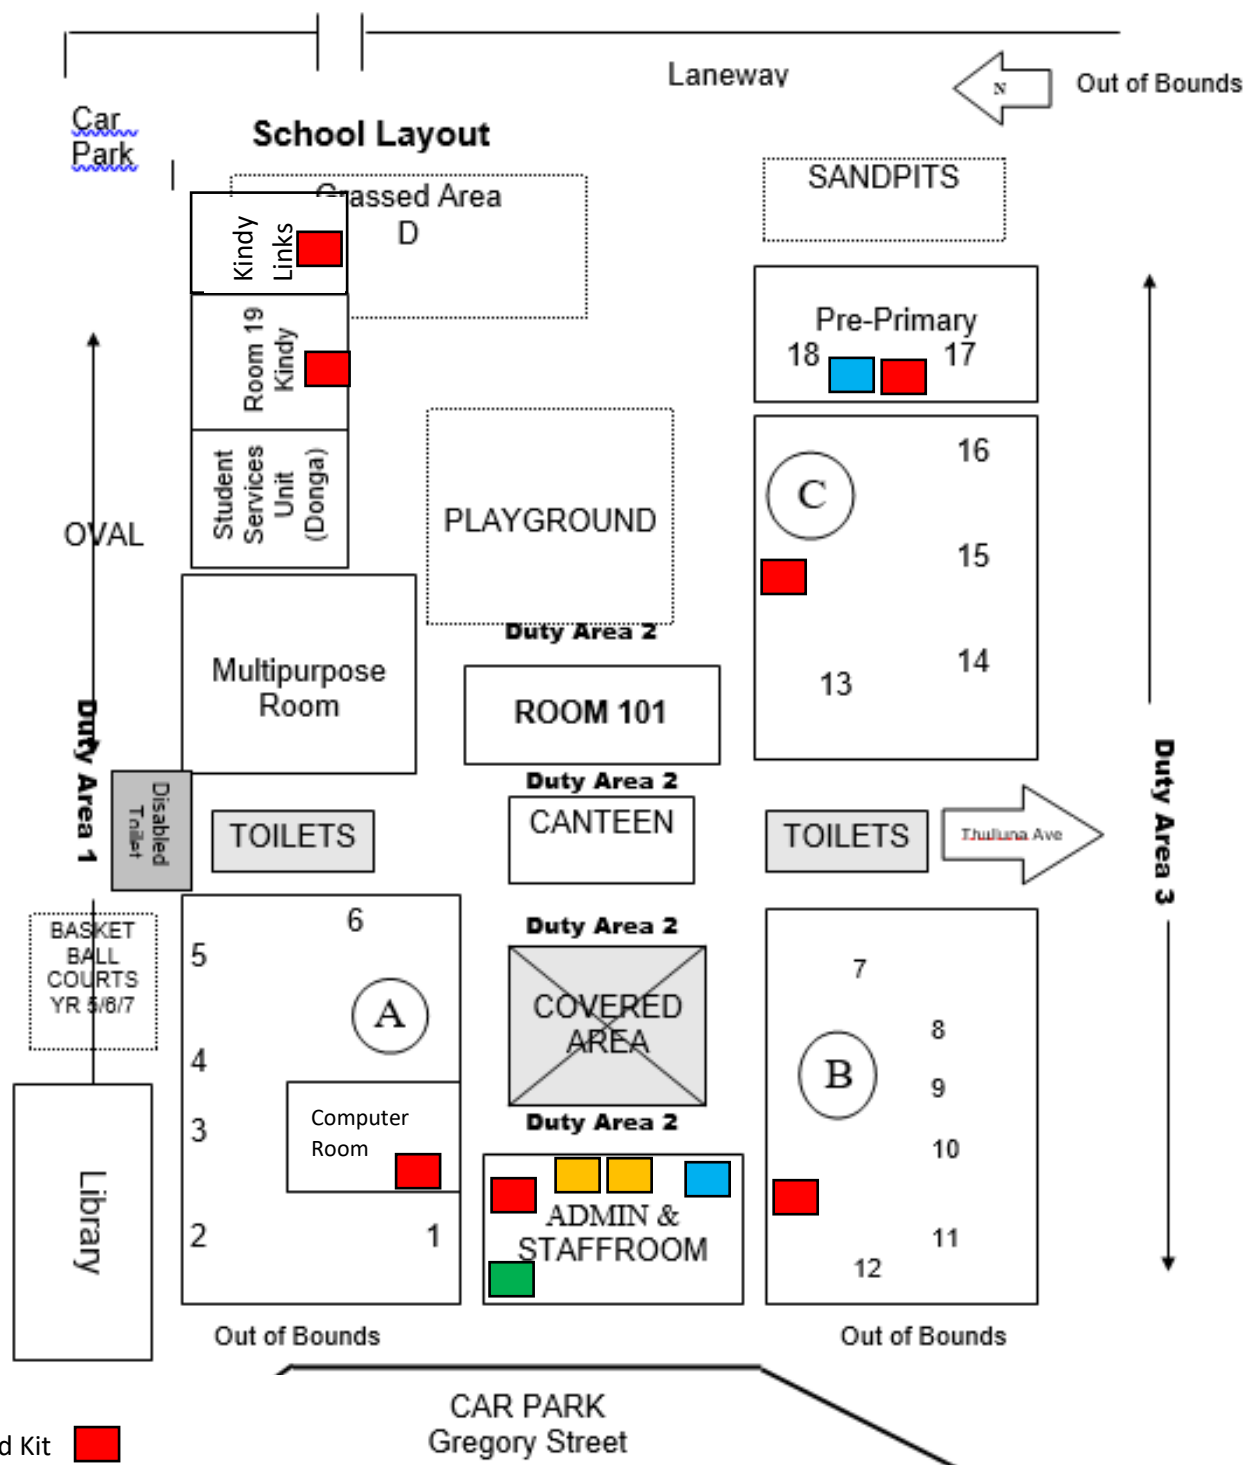 Laneway
N
Out of Bounds
Car
Park
School Layout
SANDPITS
Grassed Area
D
Kindy
Links
Room 19
Kindy
Student
Services
Unit
(Donga)
Pre-Primary
18
17
16
C
15
14
13
OVAL
PLAYGROUND
Duty Area 2
Multipurpose
Room
ROOM 101
Duty Area 1
Duty Area 2
Duty Area 3
Disabled
Toilet
TOILETS
CANTEEN
TOILETS
Thulluna Ave
BASKET
BALL
COURTS
YR 5/6/7
6
5
A
4
3
Computer
Room
2
1
Duty Area 2
COVERED
AREA
Duty Area 2
7
8
B
9
10
11
12
Library
ADMIN &
STAFFROOM
Out of Bounds
Out of Bounds
CAR PARK
Gregory Street
d Kit